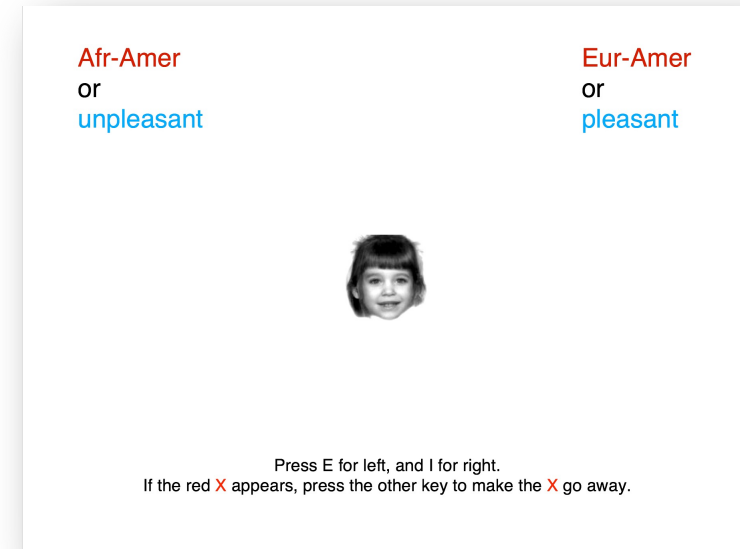 Afr-Amer
or
unpleasant
Eur-Amer
or
pleasant
Press E for left, and I for right.
If the red X appears, press the other key to make the X go away.